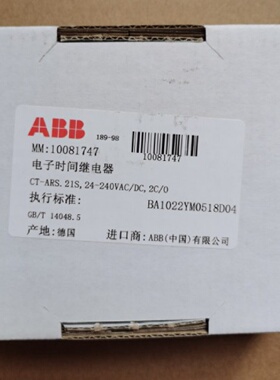 ABB
189-98
MM:10081747
10081747
电子时间继电器
CT-ARS.21S,24-240VAC/DC,2C/O
执行标准: BA1022YM0518D04
GB/T 14048.5
产地:德国 进口商:ABB(中国)有限公司